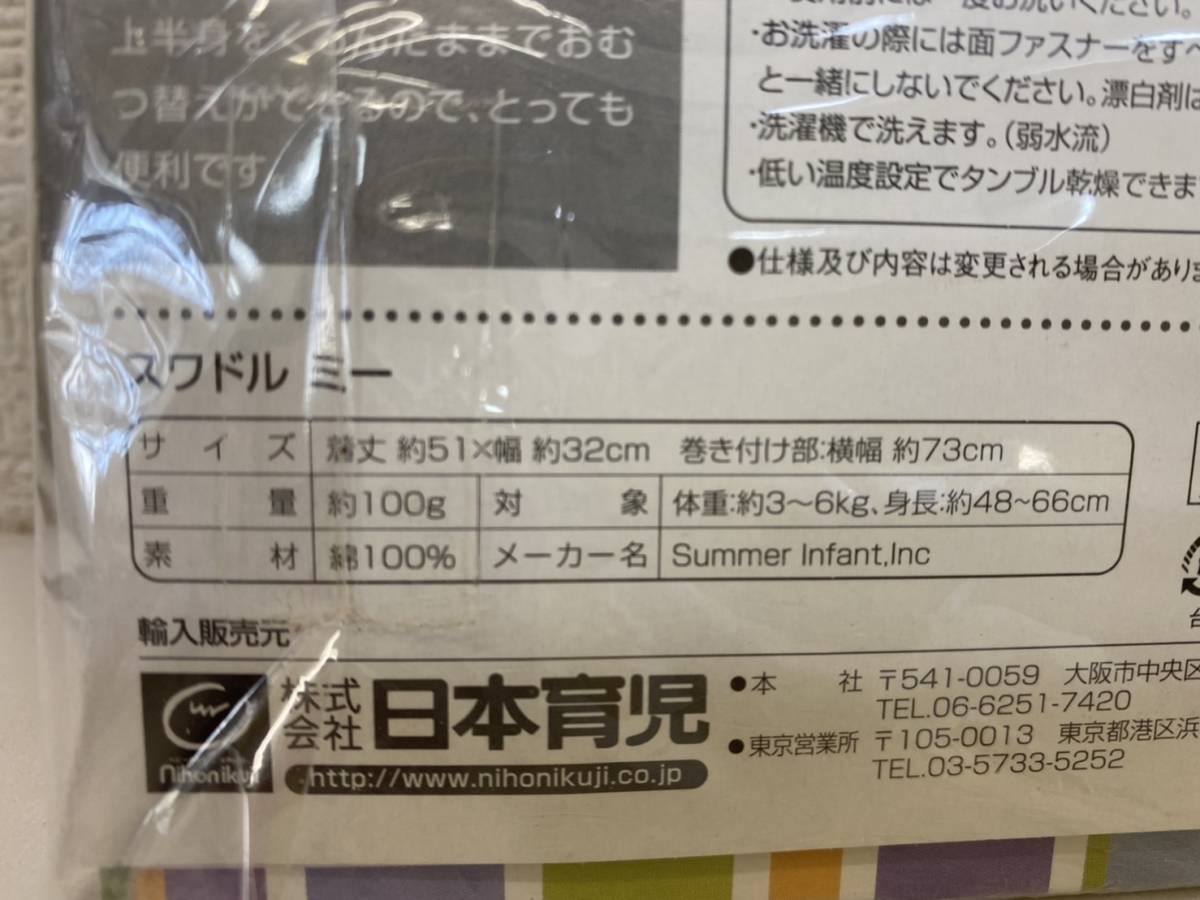 上半身をくるんだままでおむ
つ替えができるので、とっても
便利です
・お洗濯の際には面ファスナーをすべ
と一緒にしないでください。漂白剤は
・洗濯機で洗えます。(弱水流)
・低い温度設定でタンブル乾燥できま
●仕様及び内容は変更される場合があり
スワドル ミー
サイズ 着丈 約51×幅 約32cm 巻き付け部:横幅 約73cm
重量 約100g 対象 体重:約3〜6kg、身長:約48~66cm
素材 綿100% メーカー名 Summer Infant,Inc
輸入販売元
Nihonikuji
株式会社 日本育児
http://www.nihonikuji.co.jp
●本社 〒541-0059 大阪市中央区
TEL.06-6251-7420
●東京営業所 〒105-0013 東京都港区浜
TEL.03-5733-5252
台